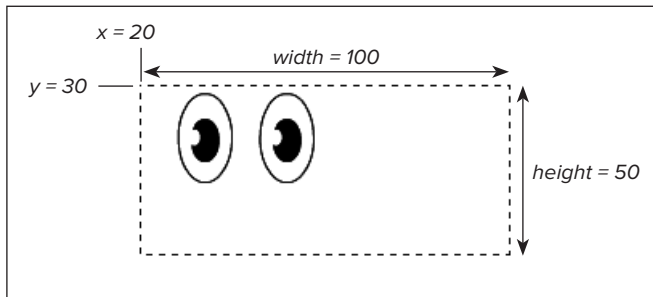 x = 20
width = 100
y = 30
height = 50